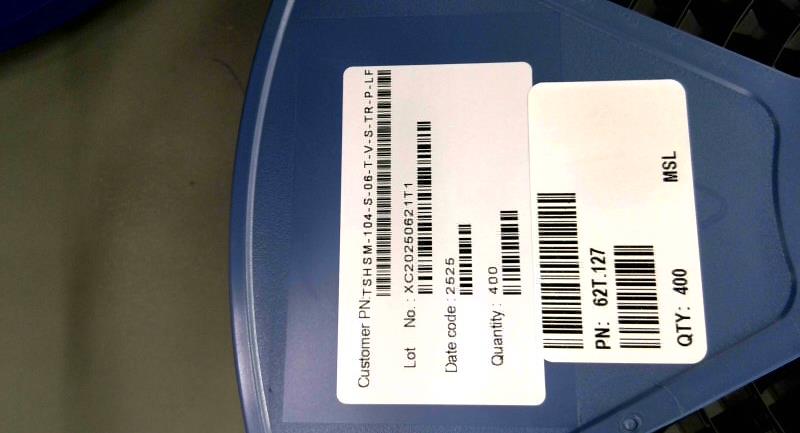 Customer PN:TSHSM-104-S-06-T-V-S-TR-P-LF
Lot No.: XC20250621T1
Date code : 2525
Quantity : 400
PN: 62T.127
QTY: 400 MSL